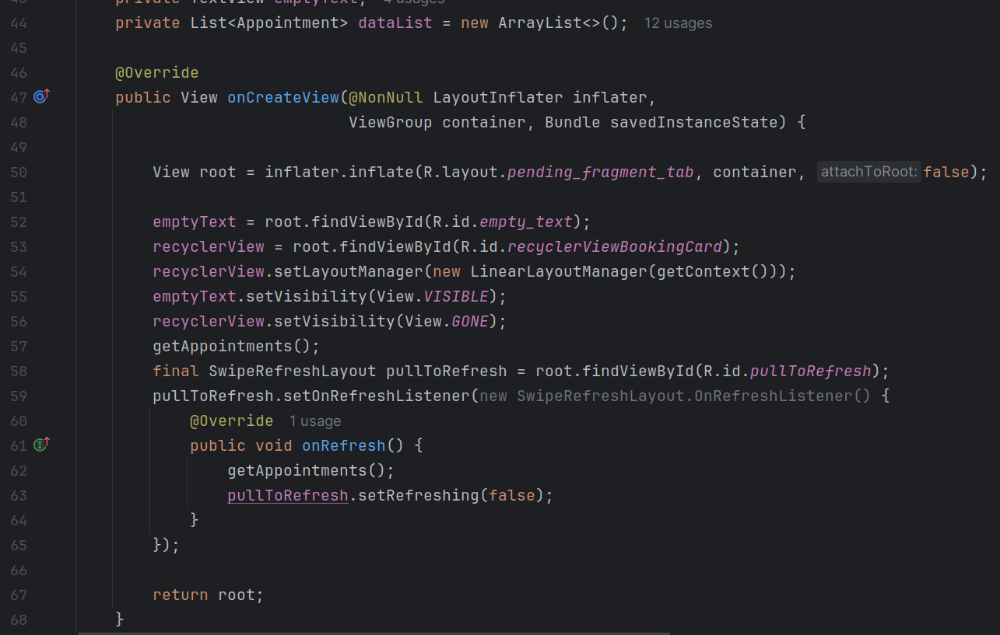 private TextView emptyText;  4 usages
44 private List<Appointment> dataList = new ArrayList<>();  12 usages
45
46 @Override
47 public View onCreateView(@NonNull LayoutInflater inflater,
48 ViewGroup container, Bundle savedInstanceState) {
49
50 View root = inflater.inflate(R.layout.pending_fragment_tab, container, attachToRoot: false);
51
52 emptyText = root.findViewById(R.id.empty_text);
53 recyclerView = root.findViewById(R.id.recyclerViewBookingCard);
54 recyclerView.setLayoutManager(new LinearLayoutManager(getContext()));
55 emptyText.setVisibility(View.VISIBLE);
56 recyclerView.setVisibility(View.GONE);
57 getAppointments();
58 final SwipeRefreshLayout pullToRefresh = root.findViewById(R.id.pullToRefresh);
59 pullToRefresh.setOnRefreshListener(new SwipeRefreshLayout.OnRefreshListener() {
60 @Override  1 usage
61 public void onRefresh() {
62 getAppointments();
63 pullToRefresh.setRefreshing(false);
64 }
65 });
66
67 return root;
68 }